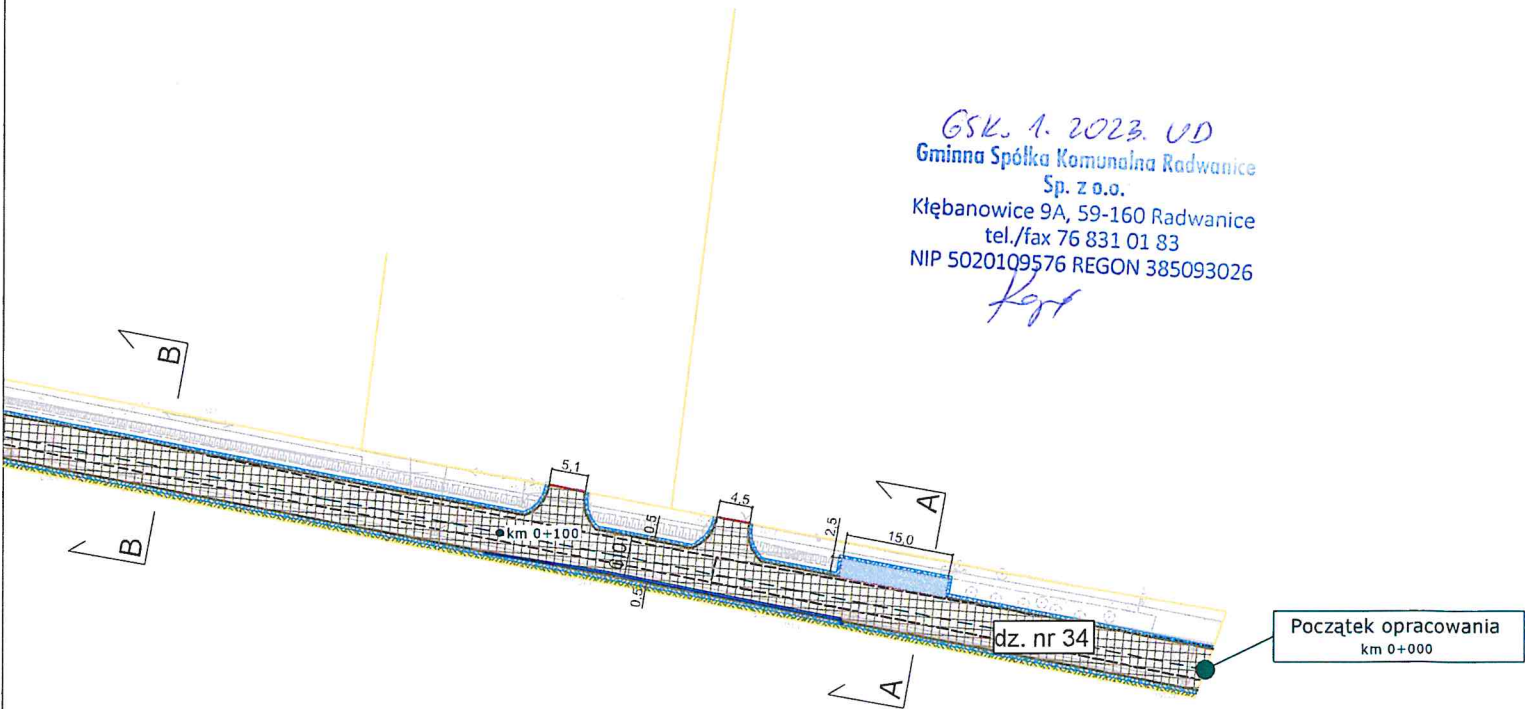 GSK. 1. 2023. UD
Gminna Spółka Komunalna Radwanice
Sp. z o.o.
Kłębanowice 9A, 59-160 Radwanice
tel./fax 76 831 01 83
NIP 5020109576 REGON 385093026
B
B
5,1
4,5
A
2,5
15,0
km 0+100
0,5
6,0
0,5
dz. nr 34
A
Początek opracowania
km 0+000